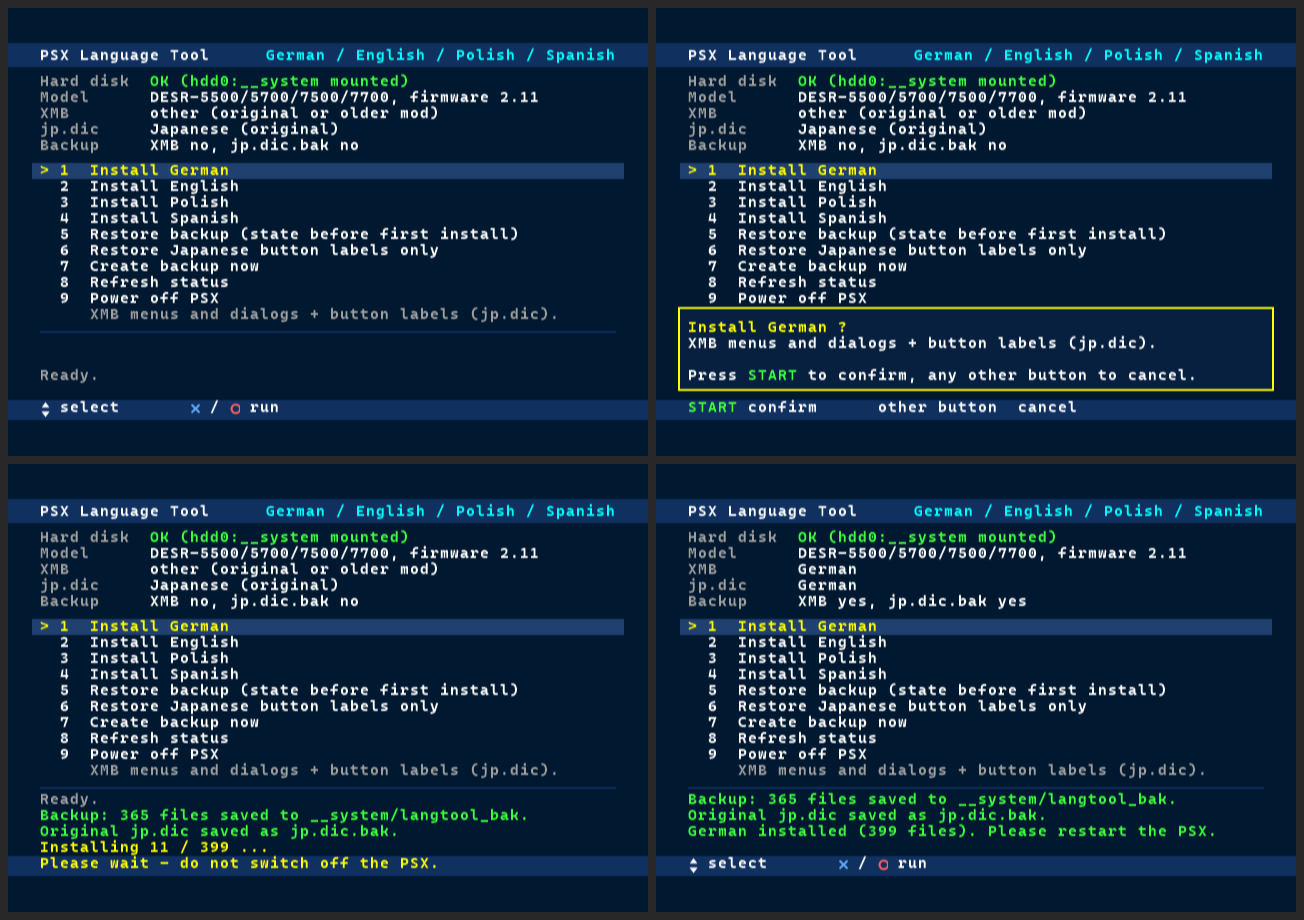 PSX Language Tool German / English / Polish / Spanish
Hard disk OK (hdd0:__system mounted)
Model DESR-5500/5700/7500/7700, firmware 2.11
XMB other (original or older mod)
jp.dic Japanese (original)
Backup XMB no, jp.dic.bak no
> 1 Install German
2 Install English
3 Install Polish
4 Install Spanish
5 Restore backup (state before first install)
6 Restore Japanese button labels only
7 Create backup now
8 Refresh status
9 Power off PSX
XMB menus and dialogs + button labels (jp.dic).
Ready.
select × / ○ run
PSX Language Tool German / English / Polish / Spanish
Hard disk OK (hdd0:__system mounted)
Model DESR-5500/5700/7500/7700, firmware 2.11
XMB other (original or older mod)
jp.dic Japanese (original)
Backup XMB no, jp.dic.bak no
> 1 Install German
2 Install English
3 Install Polish
4 Install Spanish
5 Restore backup (state before first install)
6 Restore Japanese button labels only
7 Create backup now
8 Refresh status
9 Power off PSX
Install German ?
XMB menus and dialogs + button labels (jp.dic).
Press START to confirm, any other button to cancel.
START confirm other button cancel
PSX Language Tool German / English / Polish / Spanish
Hard disk OK (hdd0:__system mounted)
Model DESR-5500/5700/7500/7700, firmware 2.11
XMB other (original or older mod)
jp.dic Japanese (original)
Backup XMB no, jp.dic.bak no
> 1 Install German
2 Install English
3 Install Polish
4 Install Spanish
5 Restore backup (state before first install)
6 Restore Japanese button labels only
7 Create backup now
8 Refresh status
9 Power off PSX
XMB menus and dialogs + button labels (jp.dic).
Ready.
Backup: 365 files saved to __system/langtool_bak.
Original jp.dic saved as jp.dic.bak.
Installing 11 / 399 ...
Please wait - do not switch off the PSX.
PSX Language Tool German / English / Polish / Spanish
Hard disk OK (hdd0:__system mounted)
Model DESR-5500/5700/7500/7700, firmware 2.11
XMB German
jp.dic German
Backup XMB yes, jp.dic.bak yes
> 1 Install German
2 Install English
3 Install Polish
4 Install Spanish
5 Restore backup (state before first install)
6 Restore Japanese button labels only
7 Create backup now
8 Refresh status
9 Power off PSX
XMB menus and dialogs + button labels (jp.dic).
Backup: 365 files saved to __system/langtool_bak.
Original jp.dic saved as jp.dic.bak.
German installed (399 files). Please restart the PSX.
select × / ○ run